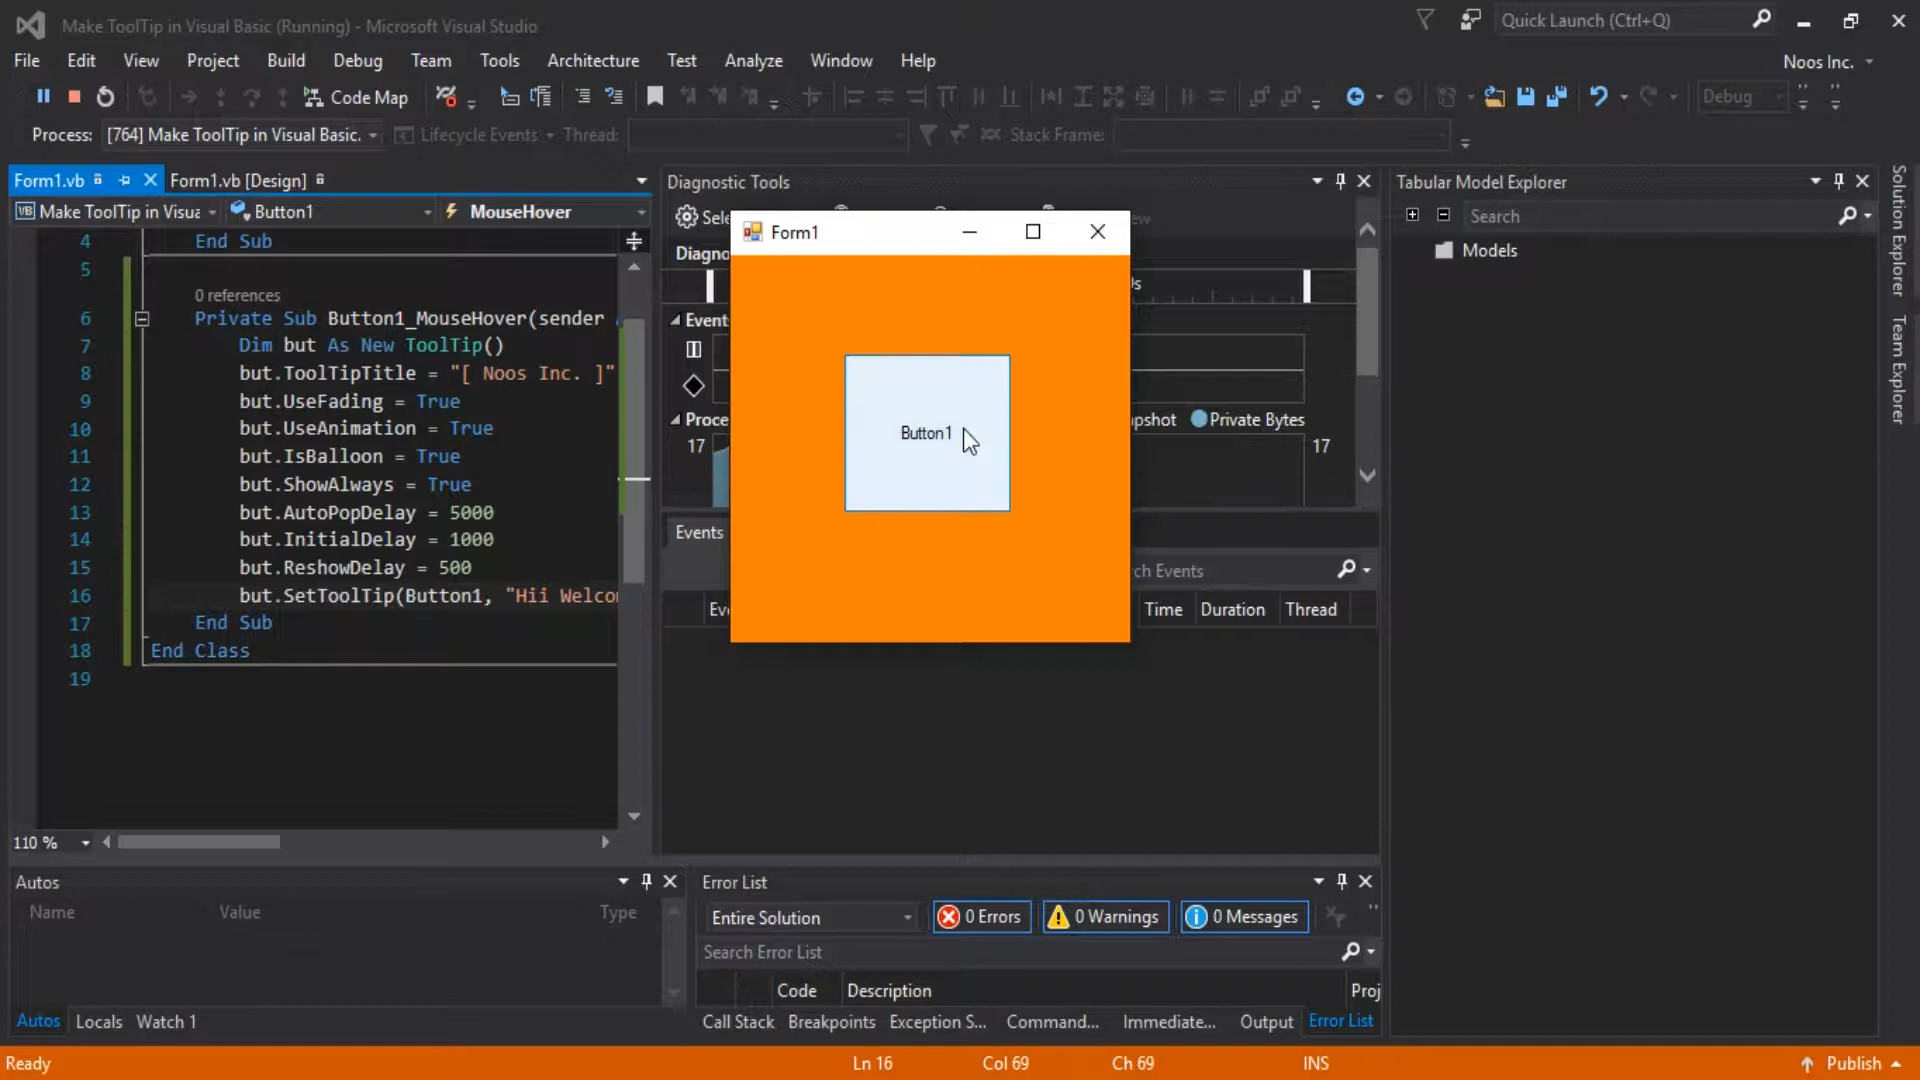 Make ToolTip in Visual Basic (Running) - Microsoft Visual Studio
Quick Launch (Ctrl+Q)
File Edit View Project Build Debug Team Tools Architecture Test Analyze Window Help
Noos Inc.
Code Map
Debug
Process: [764] Make ToolTip in Visual Basic. Lifecycle Events Thread: Stack Frame:
Form1.vb Form1.vb [Design]
Make ToolTip in Visua Button1 MouseHover
4 End Sub
5
0 references
6 Private Sub Button1_MouseHover(sender
7 Dim but As New ToolTip()
8 but.ToolTipTitle = "[ Noos Inc. ]"
9 but.UseFading = True
10 but.UseAnimation = True
11 but.IsBalloon = True
12 but.ShowAlways = True
13 but.AutoPopDelay = 5000
14 but.InitialDelay = 1000
15 but.ReshowDelay = 500
16 but.SetToolTip(Button1, "Hii Welco
17 End Sub
18 End Class
19
110 %
Diagnostic Tools
Sele
Diagno
Event
Proce
pshot Private Bytes
17 17
Events
ch Events
Ev Time Duration Thread
Form1
Button1
Tabular Model Explorer
Search
Models
Solution Explorer
Team Explorer
Autos
Name Value Type
Autos Locals Watch 1
Error List
Entire Solution 0 Errors 0 Warnings 0 Messages
Search Error List
Code Description Proj
Call Stack Breakpoints Exception S... Command... Immediate... Output Error List
Ready Ln 16 Col 69 Ch 69 INS Publish